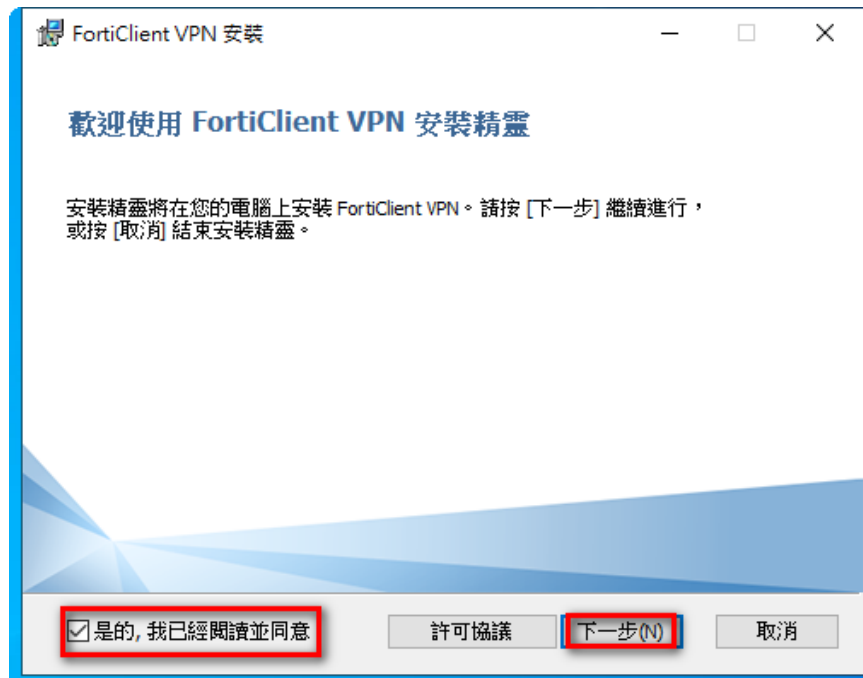 FortiClient VPN 安裝
歡迎使用 FortiClient VPN 安裝精靈
安裝精靈將在您的電腦上安裝 FortiClient VPN。請按 [下一步] 繼續進行，
或按 [取消] 結束安裝精靈。
是的, 我已經閱讀並同意
許可協議
下一步(N)
取消